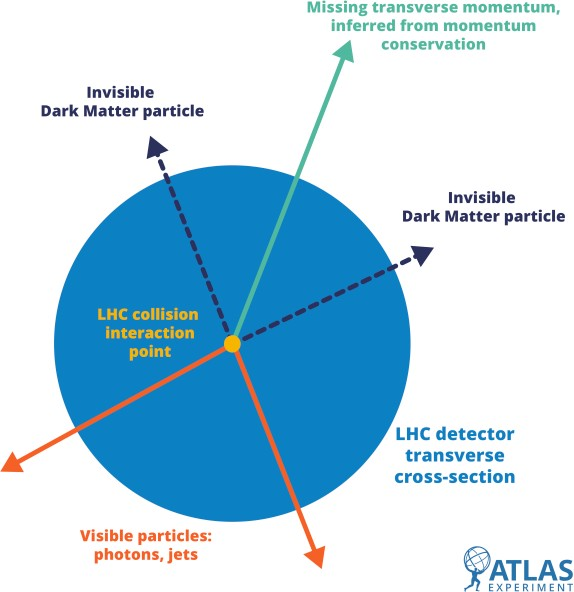 Missing transverse momentum,
inferred from momentum
conservation
Invisible
Dark Matter particle
Invisible
Dark Matter particle
LHC collision
interaction
point
LHC detector
transverse
cross-section
Visible particles:
photons, jets
ATLAS
EXPERIMENT